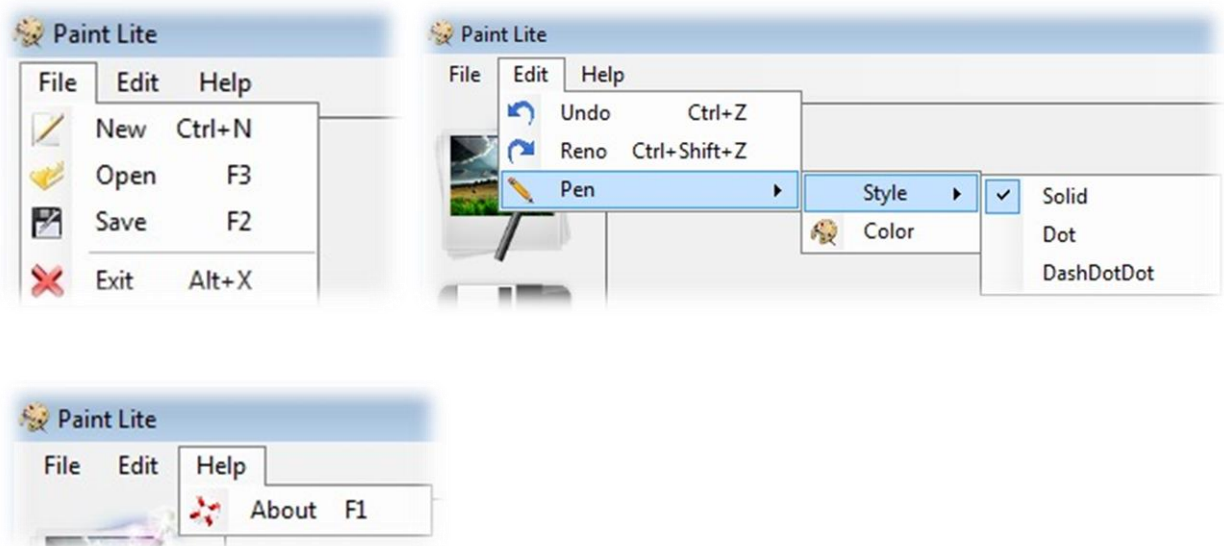 Paint Lite
File Edit Help
New Ctrl+N
Open F3
Save F2
Exit Alt+X
Paint Lite
File Edit Help
Undo Ctrl+Z
Reno Ctrl+Shift+Z
Pen
Style
Color
Solid
Dot
DashDotDot
Paint Lite
File Edit Help
About F1